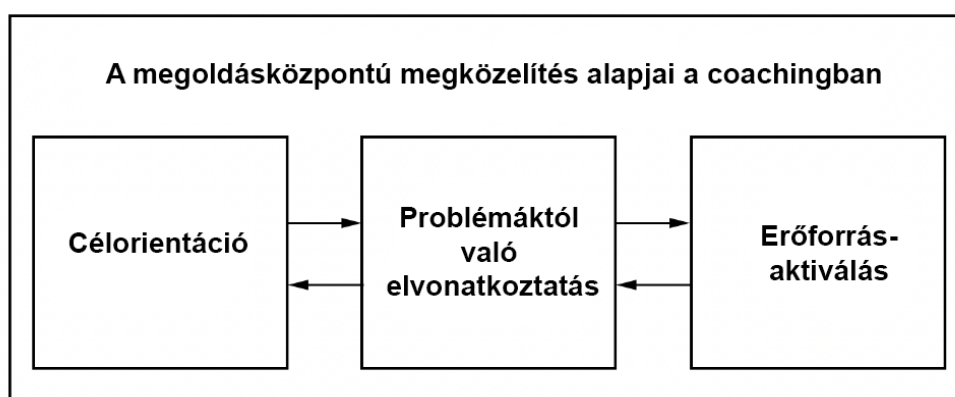 A megoldásközpontú megközelítés alapjai a coachingban
Célorientáció
Problémáktól
való
elvonatkoztatás
Erőforrás-
aktiválás